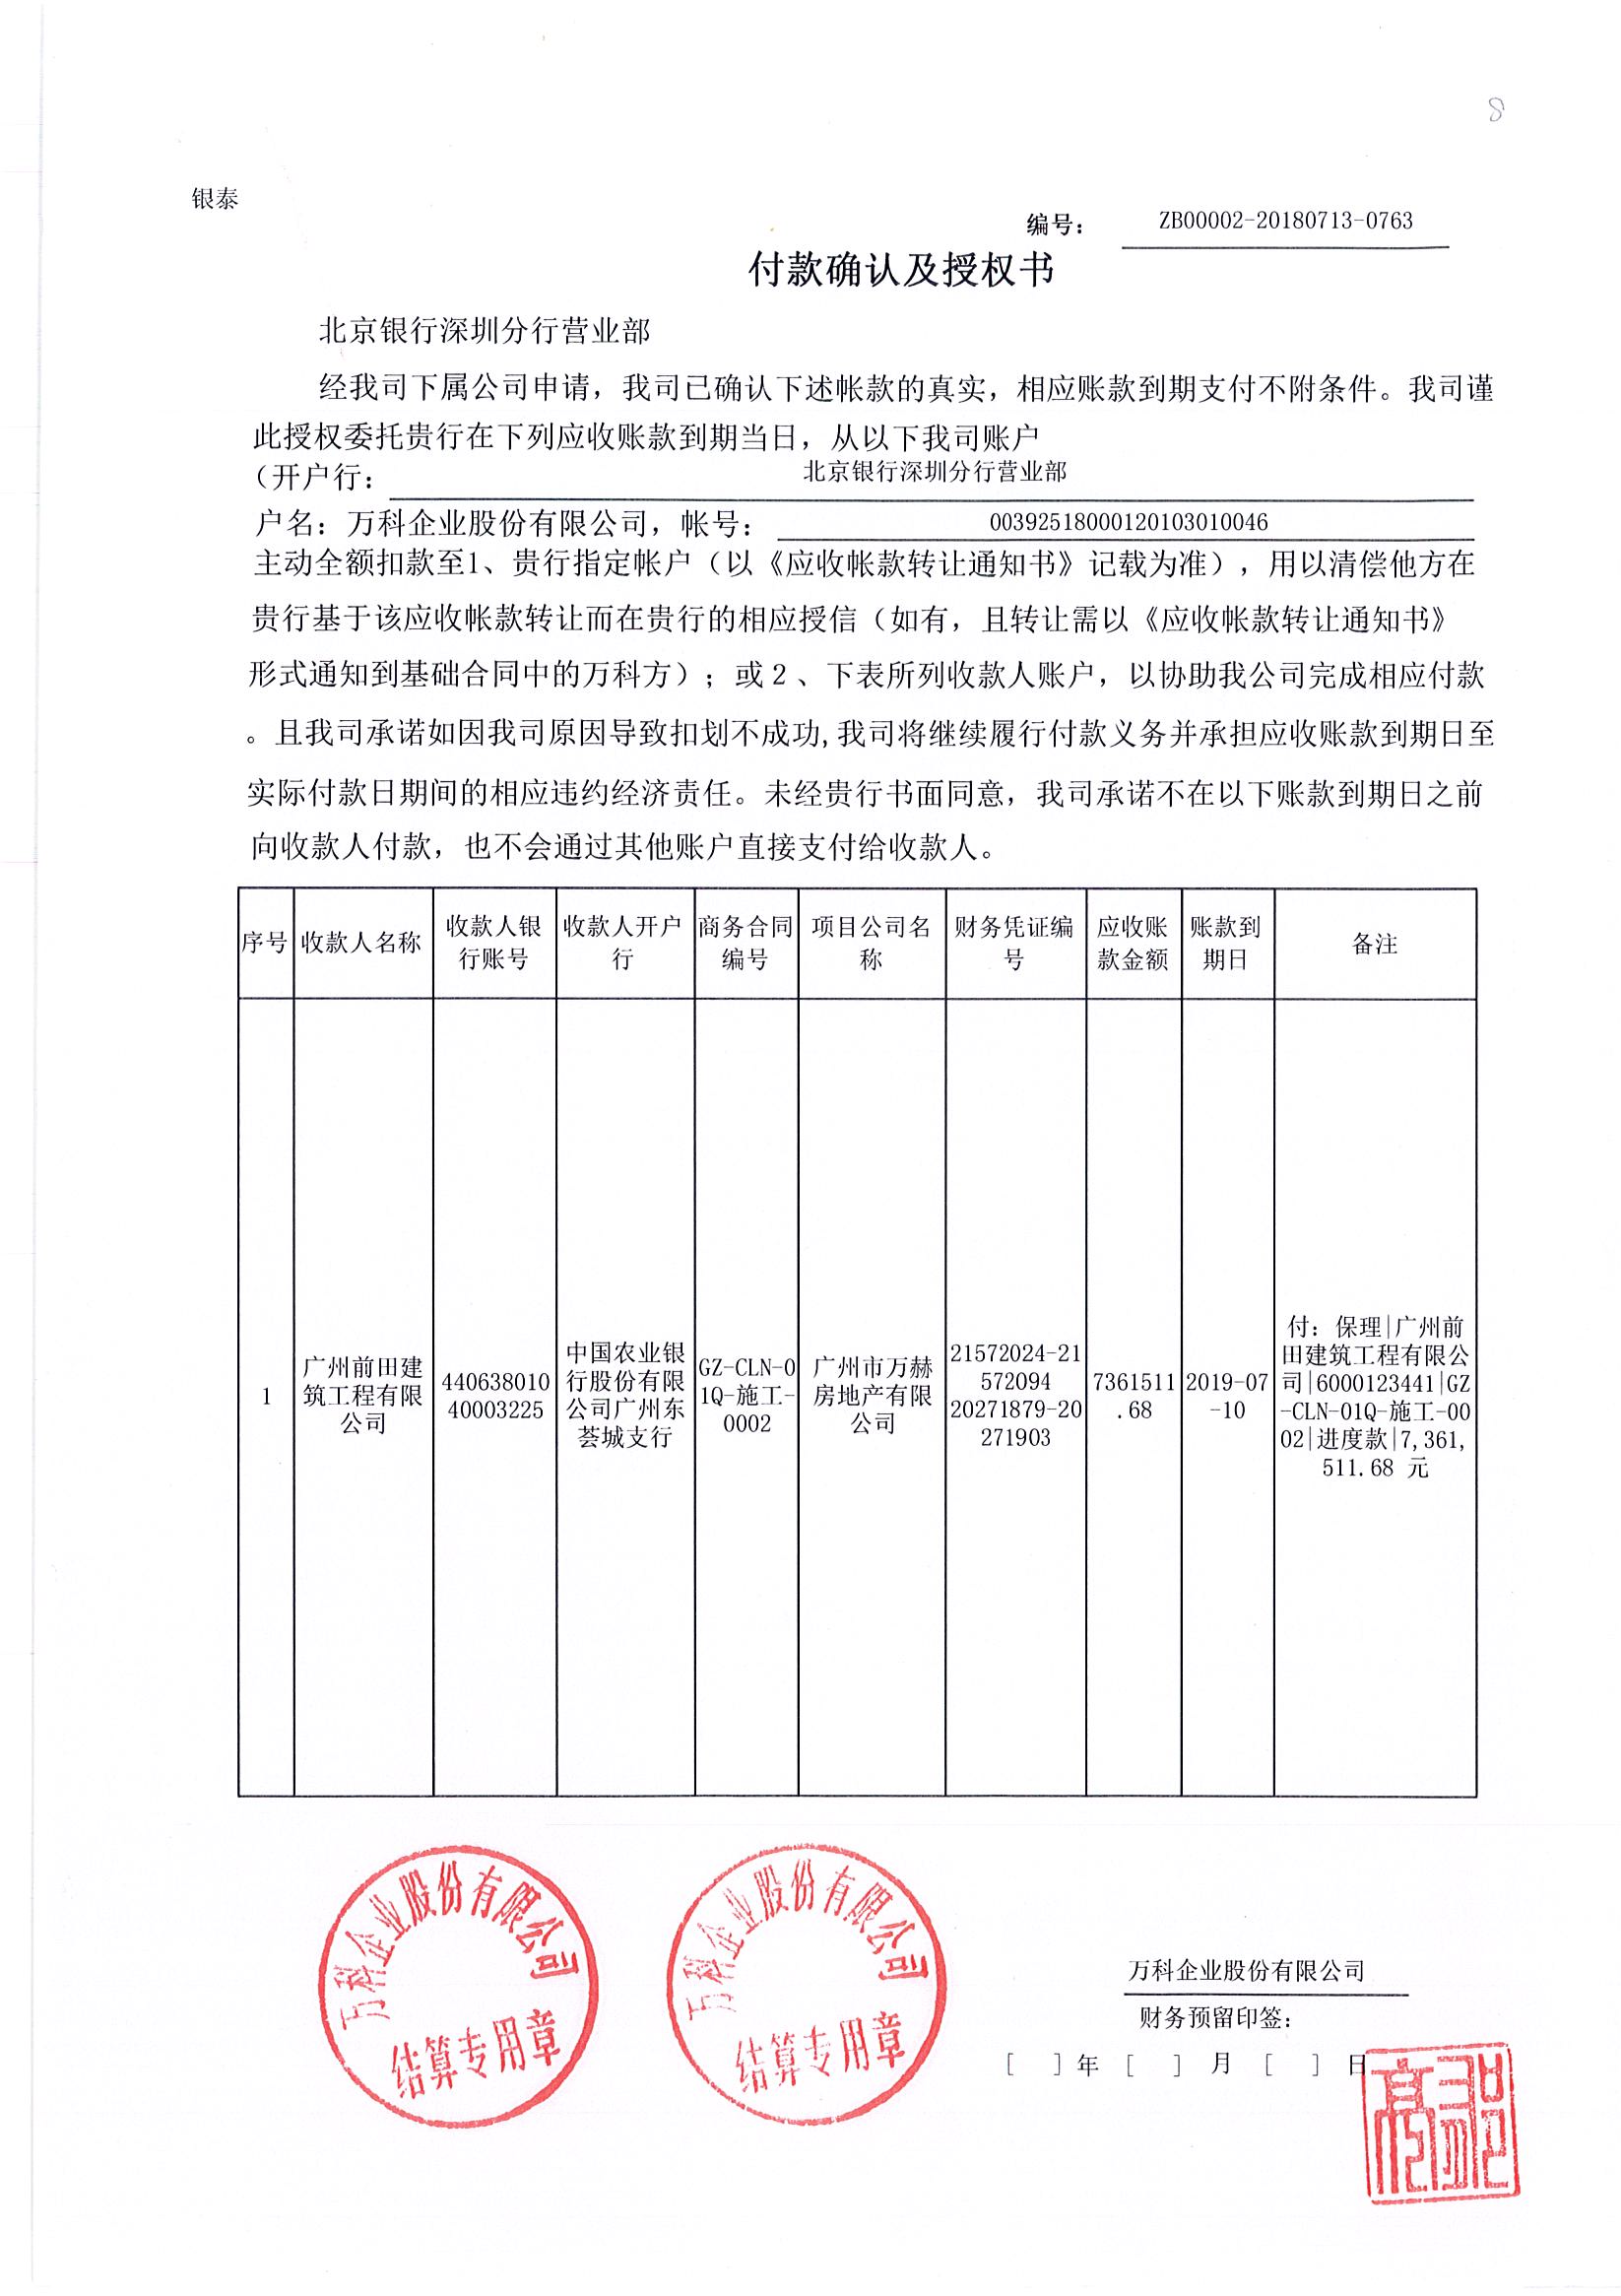 8
银泰
编号： ZB00002-20180713-0763
付款确认及授权书
北京银行深圳分行营业部
经我司下属公司申请，我司已确认下述帐款的真实，相应账款到期支付不附条件。我司谨
此授权委托贵行在下列应收账款到期当日，从以下我司账户
（开户行： 北京银行深圳分行营业部
户名：万科企业股份有限公司，帐号： 00392518000120103010046
主动全额扣款至1、贵行指定帐户（以《应收帐款转让通知书》记载为准），用以清偿他方在
贵行基于该应收帐款转让而在贵行的相应授信（如有，且转让需以《应收帐款转让通知书》
形式通知到基础合同中的万科方）；或2、下表所列收款人账户，以协助我公司完成相应付款
。且我司承诺如因我司原因导致扣划不成功,我司将继续履行付款义务并承担应收账款到期日至
实际付款日期间的相应违约经济责任。未经贵行书面同意，我司承诺不在以下账款到期日之前
向收款人付款，也不会通过其他账户直接支付给收款人。
序号
收款人名称
收款人银
行账号
收款人开户
行
商务合同
编号
项目公司名
称
财务凭证编
号
应收账
款金额
账款到
期日
备注
1
广州前田建
筑工程有限
公司
440638010
40003225
中国农业银
行股份有限
公司广州东
荟城支行
GZ-CLN-0
1Q-施工-
0002
广州市万赫
房地产有限
公司
21572024-21
572094
20271879-20
271903
7361511
.68
2019-07
-10
付：保理|广州前
田建筑工程有限公
司|6000123441|GZ
-CLN-01Q-施工-00
02|进度款|7,361,
511.68 元
万科企业股份有限公司
结算专用章
万科企业股份有限公司
结算专用章
万科企业股份有限公司
财务预留印签：
[ ] 年 [ ] 月 [ ] 日